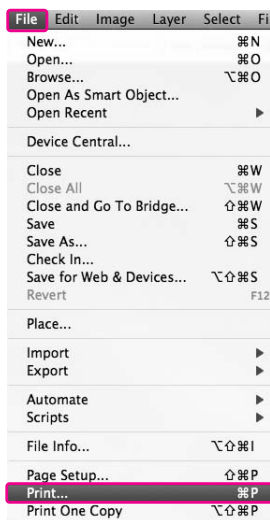 File Edit Image Layer Select Fi
New... ⌘N
Open... ⌘O
Browse... ⌥⌘O
Open As Smart Object...
Open Recent ▶
Device Central...
Close ⌘W
Close All ⌥⌘W
Close and Go To Bridge... ⇧⌘W
Save ⌘S
Save As... ⇧⌘S
Check In...
Save for Web & Devices... ⌥⇧⌘S
Revert F12
Place...
Import ▶
Export ▶
Automate ▶
Scripts ▶
File Info... ⌥⇧⌘I
Page Setup... ⇧⌘P
Print... ⌘P
Print One Copy ⌥⇧⌘P